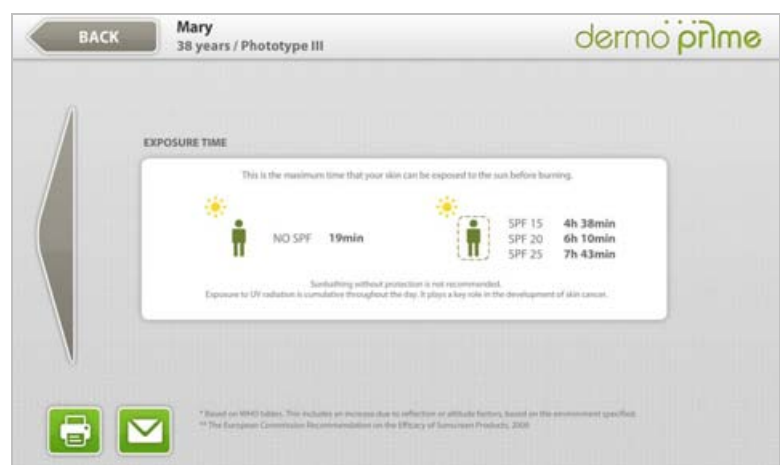 BACK
Mary
38 years / Phototype III
dermo prime
EXPOSURE TIME
This is the maximum time that your skin can be exposed to the sun before burning.
NO SPF 19min
SPF 15 4h 38min
SPF 20 6h 10min
SPF 25 7h 43min
Sunbathing without protection is not recommended.
Exposure to UV radiation is cumulative throughout the day. It plays a key role in the development of skin cancer.
* Based on WHO tables. This includes an increase due to reflection or altitude factors, based on the environment specified.
** The European Commission Recommendation on the Efficacy of Sunscreen Products, 2006